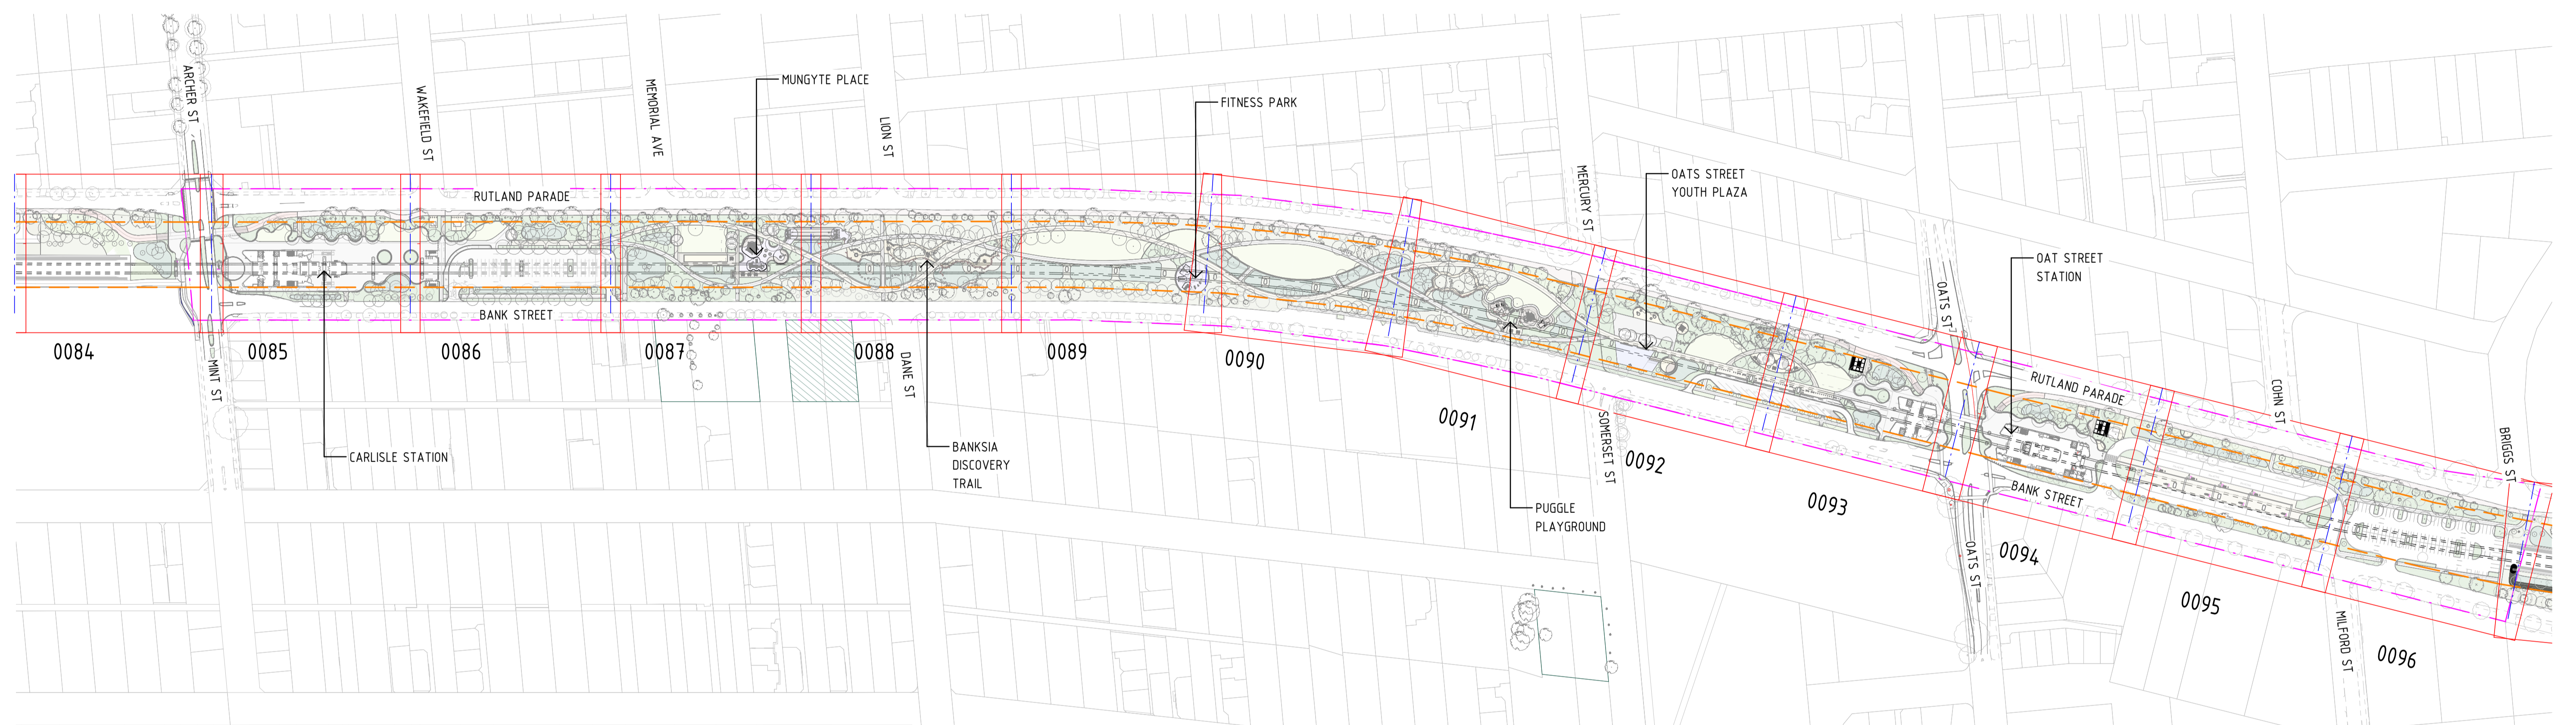 ARCHER ST
WAKEFIELD ST
MEMORIAL AVE
MUNGYTE PLACE
LION ST
FITNESS PARK
MERCURY ST
OATS STREET
YOUTH PLAZA
RUTLAND PARADE
BANK STREET
OATS ST
OAT STREET
STATION
RUTLAND PARADE
COHN ST
BRIGGS ST
0084
0085
0086
0087
0088
0089
0090
0091
0092
0093
0094
0095
0096
MINT ST
CARLISLE STATION
DANE ST
BANKSIA
DISCOVERY
TRAIL
PUGGLE
PLAYGROUND
SOMERSET ST
BANK STREET
OATS ST
MILFORD ST